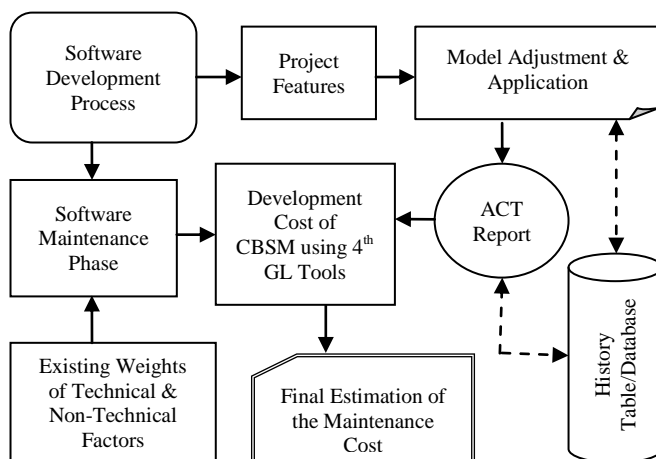 Software
Development
Process
Project
Features
Model Adjustment &
Application
Software
Maintenance
Phase
Development
Cost of
CBSM using 4th
GL Tools
ACT
Report
Existing Weights
of Technical &
Non-Technical
Factors
Final Estimation of
the Maintenance
Cost
History
Table/Database